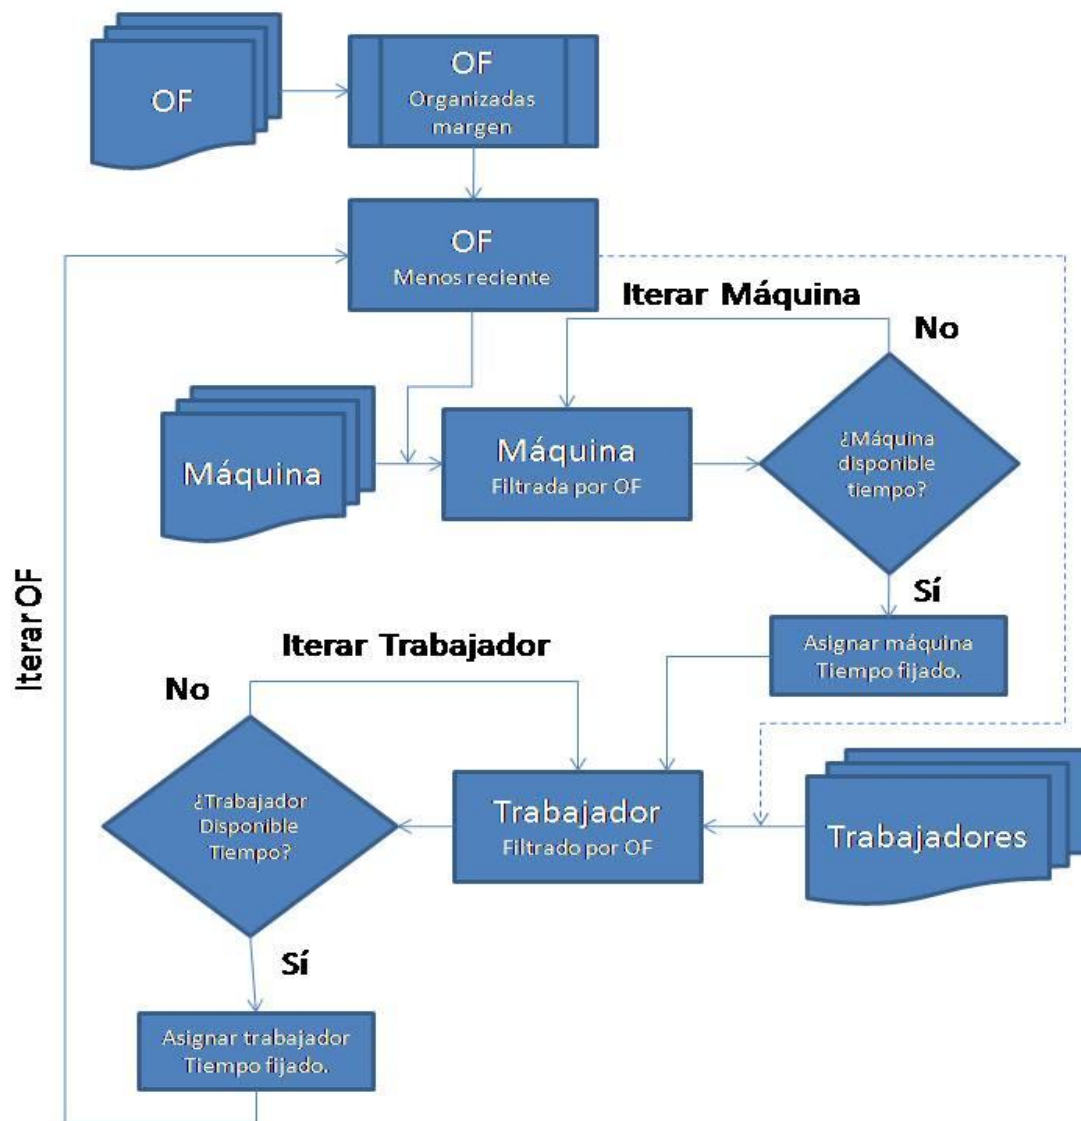 OF
OF
Organizadas
margen
OF
Menos reciente
Iterar Máquina
No
Máquina
Máquina
Filtrada por OF
¿Máquina
disponible
tiempo?
Sí
Asignar máquina
Tiempo fijado.
Iterar OF
Iterar Trabajador
No
¿Trabajador
Disponible
Tiempo?
Trabajador
Filtrado por OF
Trabajadores
Sí
Asignar trabajador
Tiempo fijado.